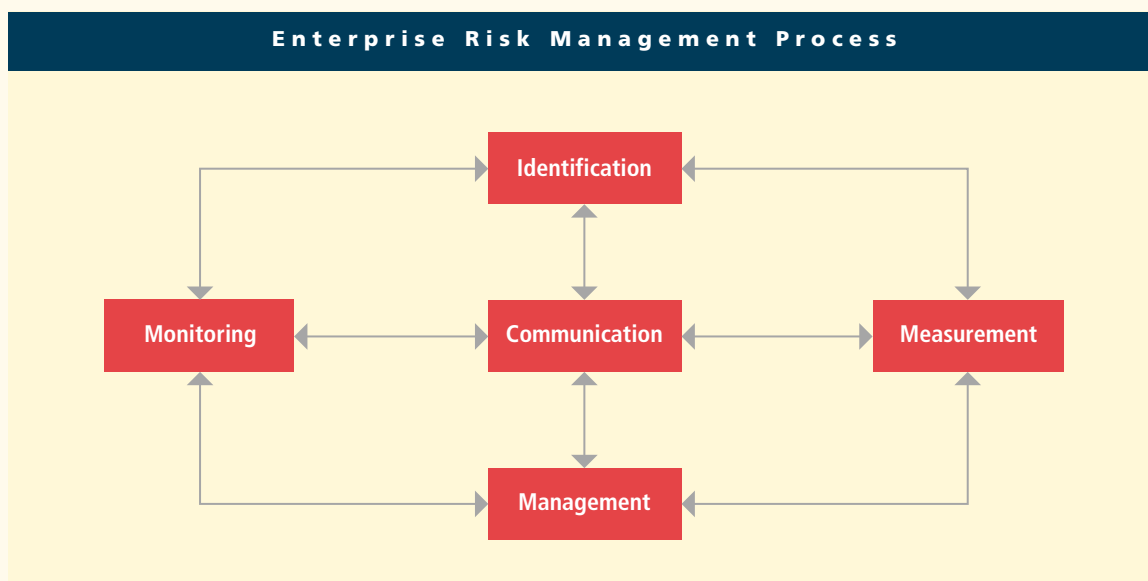 Enterprise Risk Management Process
Identification
Monitoring
Communication
Measurement
Management